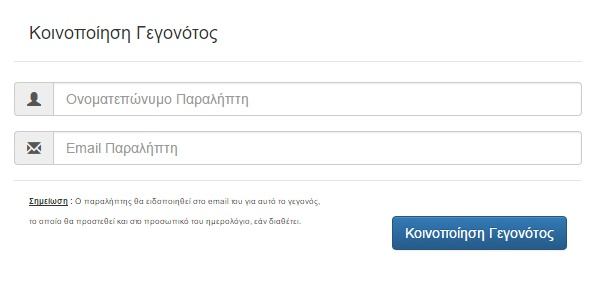 Κοινοποίηση Γεγονότος
Ονοματεπώνυμο Παραλήπτη
Email Παραλήπτη
Σημείωση : Ο παραλήπτης θα ειδοποιηθεί στο email του για αυτό το γεγονός,
το οποίο θα προστεθεί και στο προσωπικό του ημερολόγιο, εάν διαθέτει.
Κοινοποίηση Γεγονότος